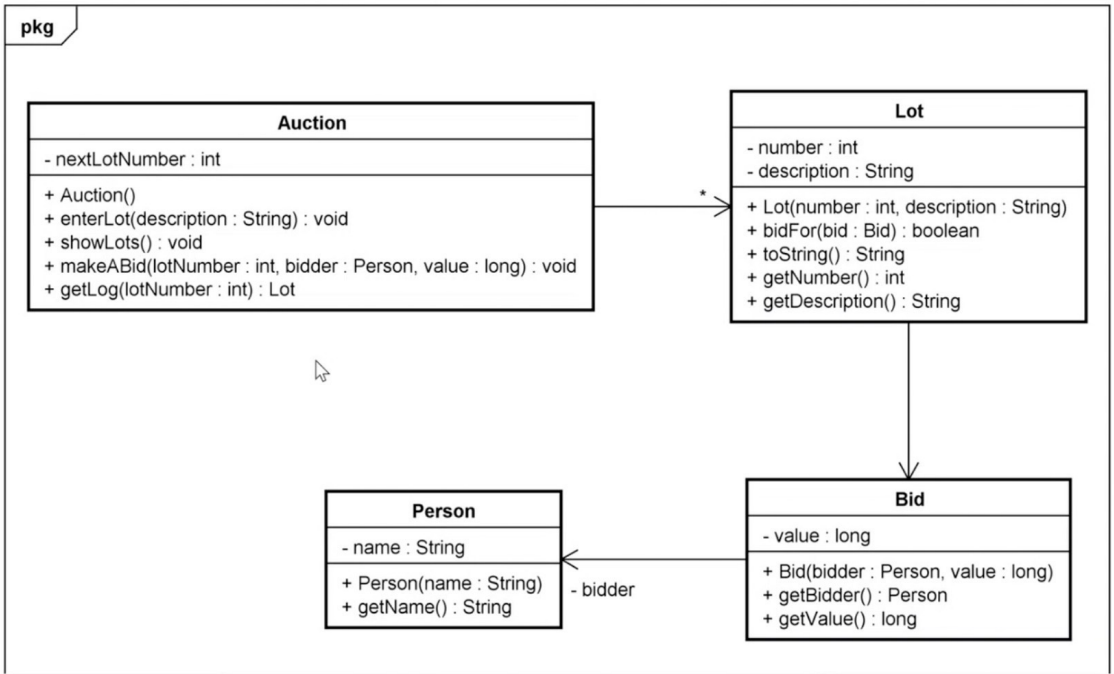 pkg
Auction
- nextLotNumber : int
+ Auction()
+ enterLot(description : String) : void
+ showLots() : void
+ makeABid(lotNumber : int, bidder : Person, value : long) : void
+ getLog(lotNumber : int) : Lot
*
Lot
- number : int
- description : String
+ Lot(number : int, description : String)
+ bidFor(bid : Bid) : boolean
+ toString() : String
+ getNumber() : int
+ getDescription() : String
Person
- name : String
+ Person(name : String)
+ getName() : String
- bidder
Bid
- value : long
+ Bid(bidder : Person, value : long)
+ getBidder() : Person
+ getValue() : long